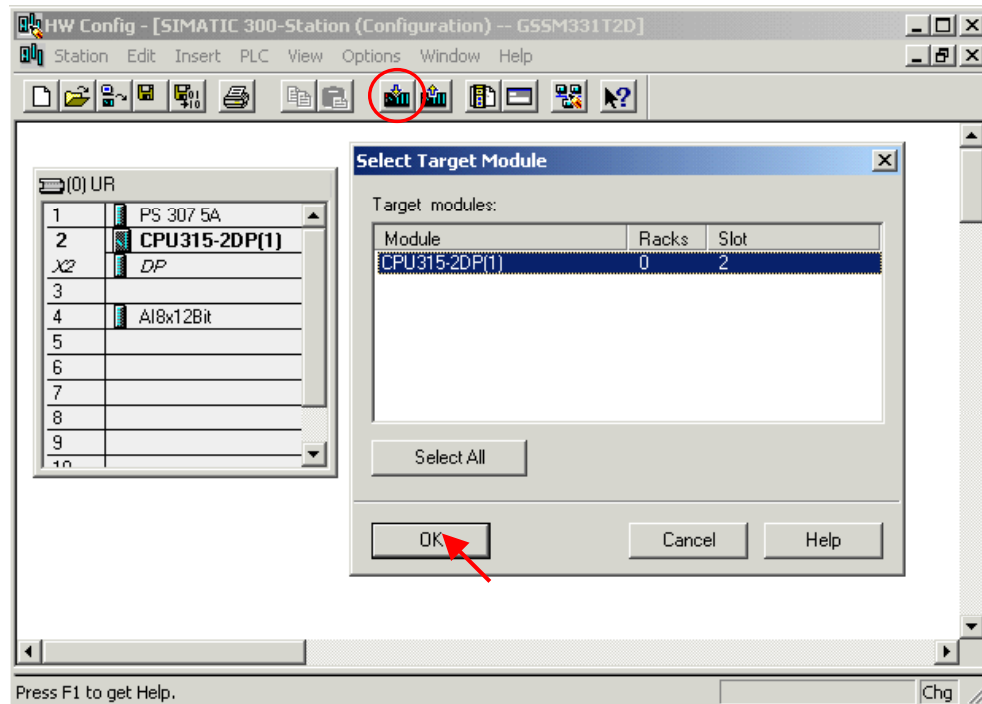 HW Config - [SIMATIC 300-Station (Configuration) -- GSSM331T2D]
Station Edit Insert PLC View Options Window Help
(0) UR
1 PS 307 5A
2 CPU315-2DP(1)
X2 DP
3
4 AI8x12Bit
5
6
7
8
9
10
Select Target Module
Target modules:
Module Racks Slot
CPU315-2DP(1) 0 2
Select All
OK Cancel Help
Press F1 to get Help. Chg